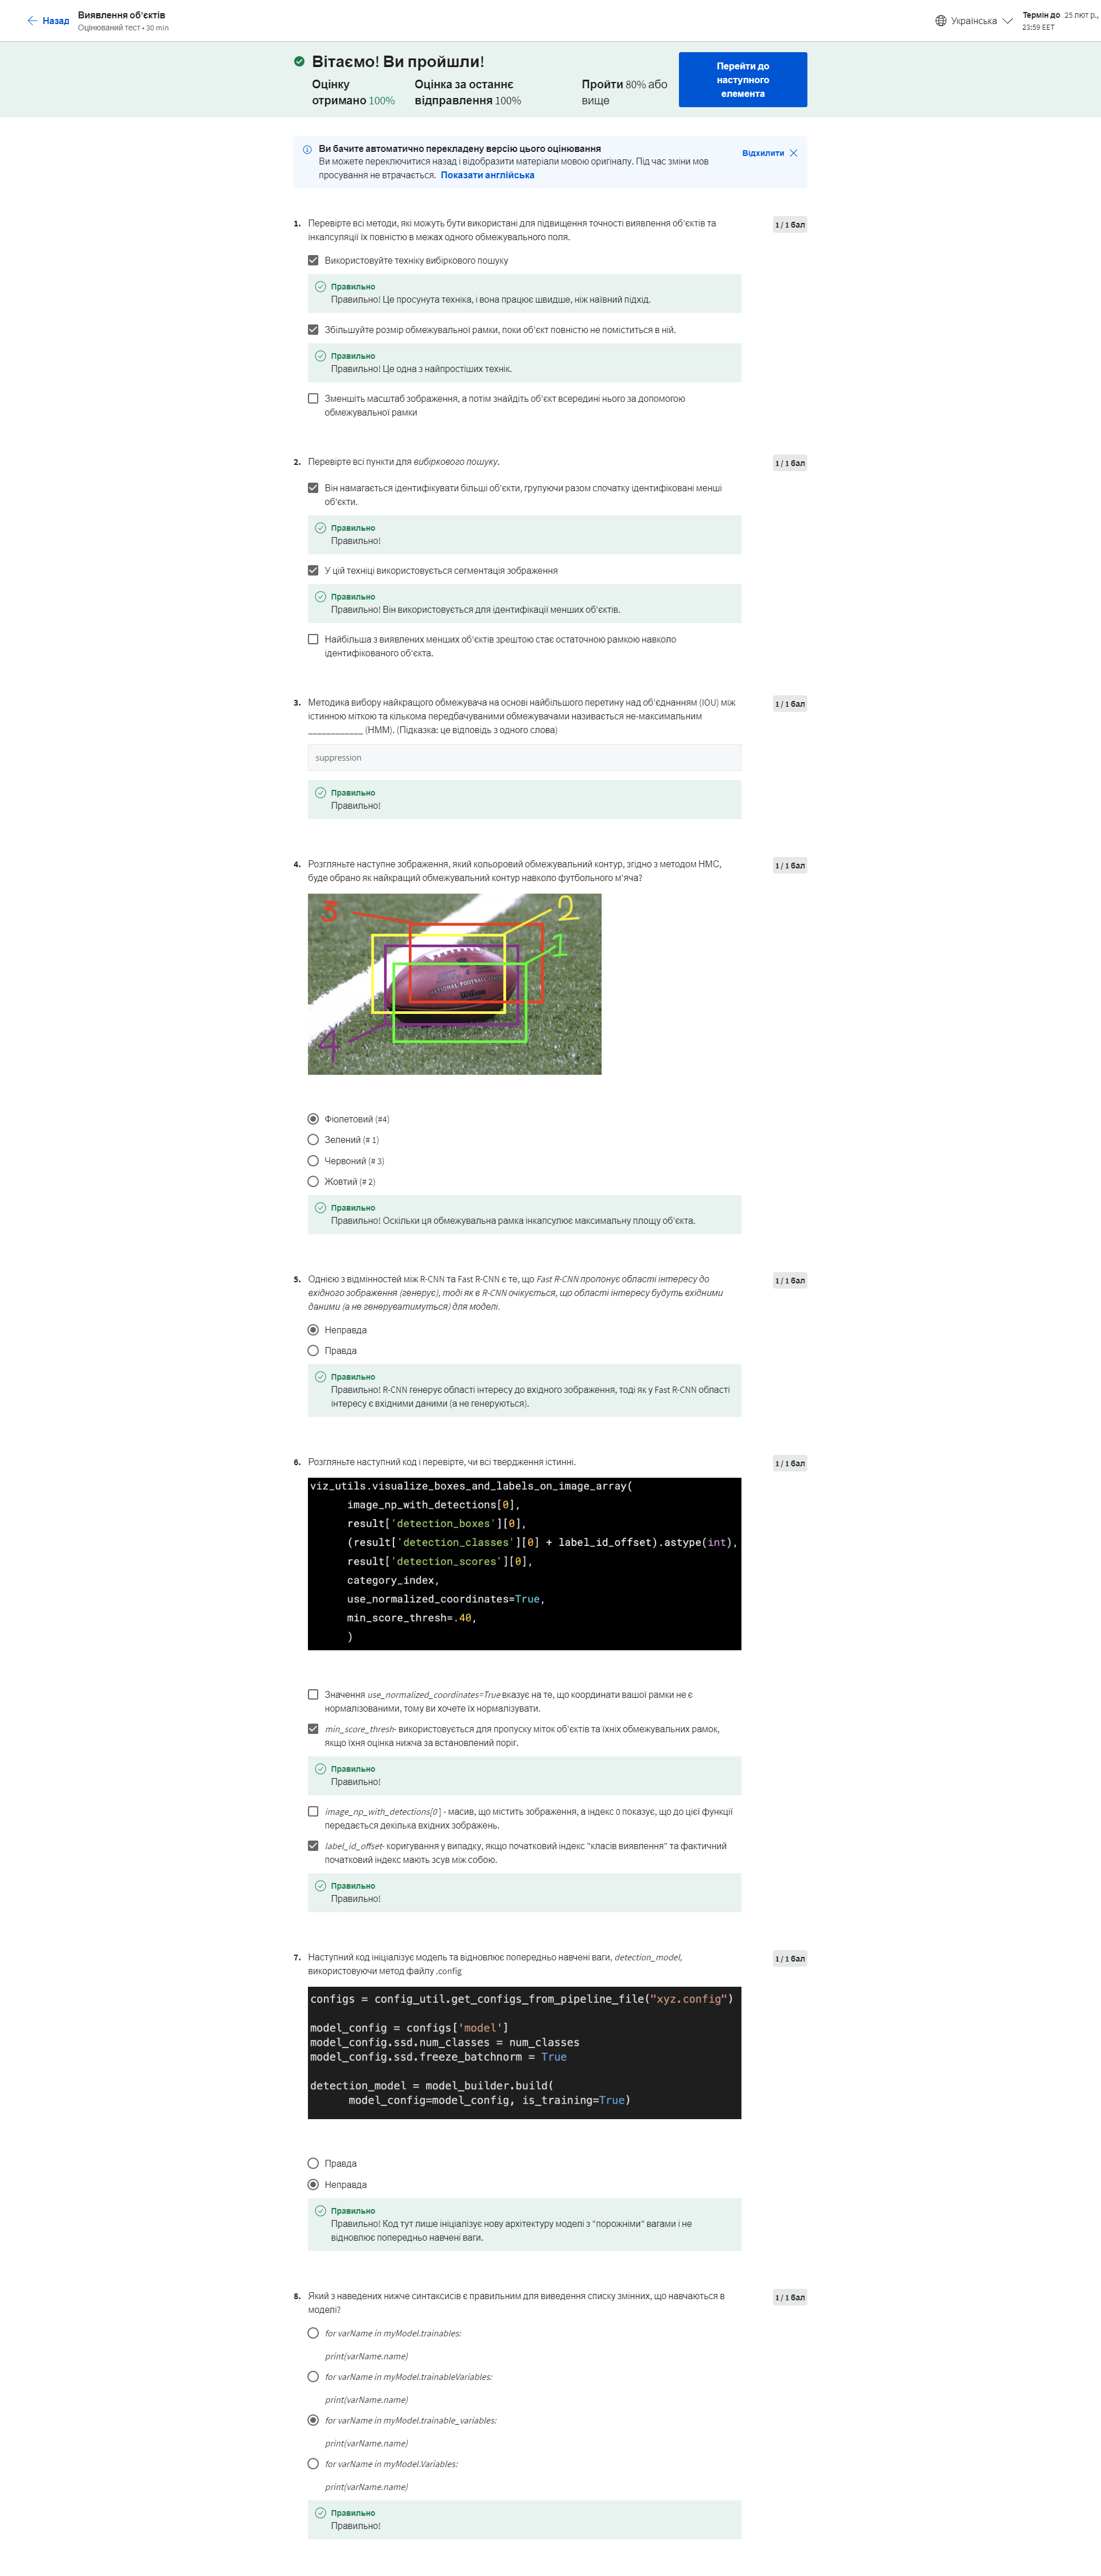 Назад
Виявлення об'єктів
Оцінюваний тест • 30 min
Українська
Термін до 25 лют р.,
23:59 EET
Вітаємо! Ви пройшли!
Оцінку
отримано 100%
Оцінка за останнє
відправлення 100%
Пройти 80% або
вище
Перейти до
наступного
елемента
Ви бачите автоматично перекладену версію цього оцінювання
Ви можете переключитися назад і відобразити матеріали мовою оригіналу. Під час зміни мов
просування не втрачається. Показати англійська
Відхилити
1. Перевірте всі методи, які можуть бути використані для підвищення точності виявлення об'єктів та
інкапсуляції їх повністю в межах одного обмежувального поля.
1 / 1 бал
Використовуйте техніку вибіркового пошуку
Правильно
Правильно! Це просунута техніка, і вона працює швидше, ніж наївний підхід.
Збільшуйте розмір обмежувальної рамки, поки об'єкт повністю не поміститься в ній.
Правильно
Правильно! Це одна з найпростіших технік.
Зменшіть масштаб зображення, а потім знайдіть об'єкт всередині нього за допомогою
обмежувальної рамки
2. Перевірте всі пункти для вибіркового пошуку.
1 / 1 бал
Він намагається ідентифікувати більші об'єкти, групуючи разом спочатку ідентифіковані менші
об'єкти.
Правильно
Правильно!
У цій техніці використовується сегментація зображення
Правильно
Правильно! Він використовується для ідентифікації менших об'єктів.
Найбільша з виявлених менших об'єктів зрештою стає остаточною рамкою навколо
ідентифікованого об'єкта.
3. Методика вибору найкращого обмежувача на основі найбільшого перетину над об'єднанням (IOU) між
істинною міткою та кількома передбачуваними обмежувачами називається не-максимальним
____________ (НММ). (Підказка: це відповідь з одного слова)
1 / 1 бал
suppression
Правильно
Правильно!
4. Розгляньте наступне зображення, який кольоровий обмежувальний контур, згідно з методом НМС,
буде обрано як найкращий обмежувальний контур навколо футбольного м'яча?
1 / 1 бал
3
2
1
NATIONAL FOOTBALL
Wilson
4
Фіолетовий (#4)
Зелений (# 1)
Червоний (# 3)
Жовтий (# 2)
Правильно
Правильно! Оскільки ця обмежувальна рамка інкапсулює максимальну площу об'єкта.
5. Однією з відмінностей між R-CNN та Fast R-CNN є те, що Fast R-CNN пропонує області інтересу до
вхідного зображення (генерує), тоді як в R-CNN очікується, що області інтересу будуть вхідними
даними (а не генеруватимуться) для моделі.
1 / 1 бал
Неправда
Правда
Правильно
Правильно! R-CNN генерує області інтересу до вхідного зображення, тоді як у Fast R-CNN області
інтересу є вхідними даними (а не генеруються).
6. Розгляньте наступний код і перевірте, чи всі твердження істинні.
1 / 1 бал
viz_utils.visualize_boxes_and_labels_on_image_array(
image_np_with_detections[0],
result['detection_boxes'][0],
(result['detection_classes'][0] + label_id_offset).astype(int),
result['detection_scores'][0],
category_index,
use_normalized_coordinates=True,
min_score_thresh=.40,
)
Значення use_normalized_coordinates=True вказує на те, що координати вашої рамки не є
нормалізованими, тому ви хочете їх нормалізувати.
min_score_thresh- використовується для пропуску міток об'єктів та їхніх обмежувальних рамок,
якщо їхня оцінка нижча за встановлений поріг.
Правильно
Правильно!
image_np_with_detections[0 ] - масив, що містить зображення, а індекс 0 показує, що до цієї функції
передається декілька вхідних зображень.
label_id_offset- коригування у випадку, якщо початковий індекс "класів виявлення" та фактичний
початковий індекс мають зсув між собою.
Правильно
Правильно!
7. Наступний код ініціалізує модель та відновлює попередньо навчені ваги, detection_model,
використовуючи метод файлу .config
1 / 1 бал
configs = config_util.get_configs_from_pipeline_file("xyz.config")
model_config = configs['model']
model_config.ssd.num_classes = num_classes
model_config.ssd.freeze_batchnorm = True
detection_model = model_builder.build(
model_config=model_config, is_training=True)
Правда
Неправда
Правильно
Правильно! Код тут лише ініціалізує нову архітектуру моделі з "порожніми" вагами і не
відновлює попередньо навчені ваги.
8. Який з наведених нижче синтаксисів є правильним для виведення списку змінних, що навчаються в
моделі?
1 / 1 бал
for varName in myModel.trainables:
print(varName.name)
for varName in myModel.trainableVariables:
print(varName.name)
for varName in myModel.trainable_variables:
print(varName.name)
for varName in myModel.Variables:
print(varName.name)
Правильно
Правильно!